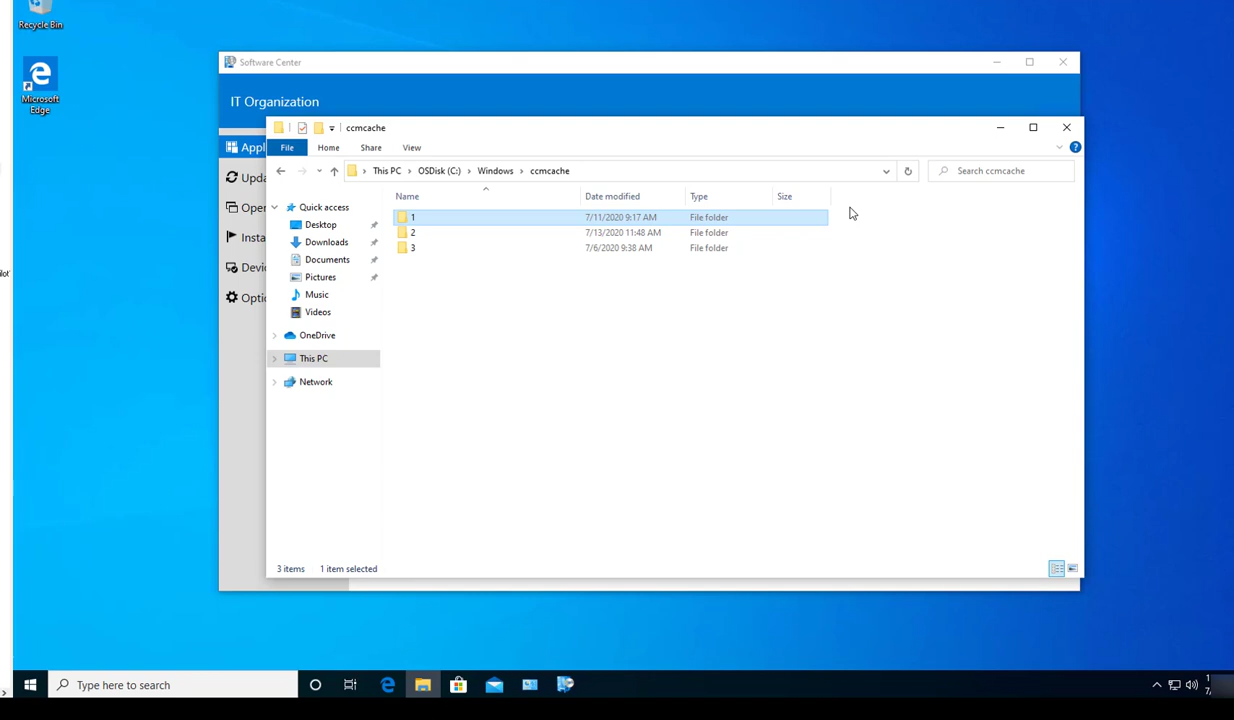 Recycle Bin
Microsoft
Edge
Software Center
IT Organization
Appl
Upda
Oper
Insta
Devi
Optio
ccmcache
File Home Share View
This PC > OSDisk (C:) > Windows > ccmcache
Search ccmcache
Name Date modified Type Size
1 7/11/2020 9:17 AM File folder
2 7/13/2020 11:48 AM File folder
3 7/6/2020 9:38 AM File folder
Quick access
Desktop
Downloads
Documents
Pictures
Music
Videos
OneDrive
This PC
Network
3 items 1 item selected
Type here to search